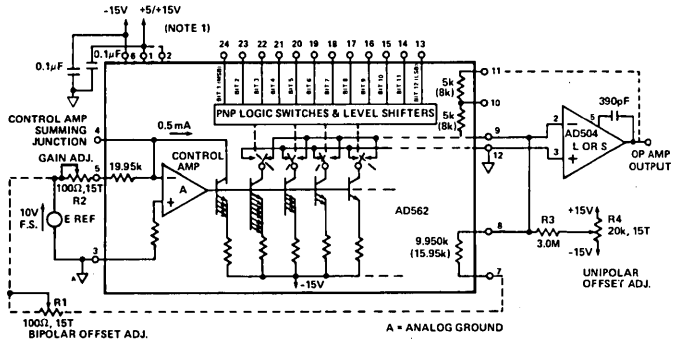 -15V
+5/+15V
(NOTE 1)
0.1µF
0.1µF
6
1
2
24
23
22
21
20
19
18
17
16
15
14
13
BIT 1 (MSB)
BIT 2
BIT 3
BIT 4
BIT 5
BIT 6
BIT 7
BIT 8
BIT 9
BIT 10
BIT 11
BIT 12 (LSB)
PNP LOGIC SWITCHES & LEVEL SHIFTERS
5k
(8k)
11
10
5k
(8k)
9
12
390pF
2
5
6
AD504
L OR S
3
OP AMP
OUTPUT
CONTROL AMP
SUMMING
JUNCTION
4
0.5mA
GAIN ADJ.
5
19.95k
100Ω,15T
R2
CONTROL
AMP
A
10V
F.S.
E REF
3
A
AD562
-15V
9.950k
(15.95k)
8
7
R3
3.0M
+15V
R4
20k, 15T
-15V
UNIPOLAR
OFFSET ADJ.
R1
100Ω, 15T
BIPOLAR OFFSET ADJ.
A = ANALOG GROUND